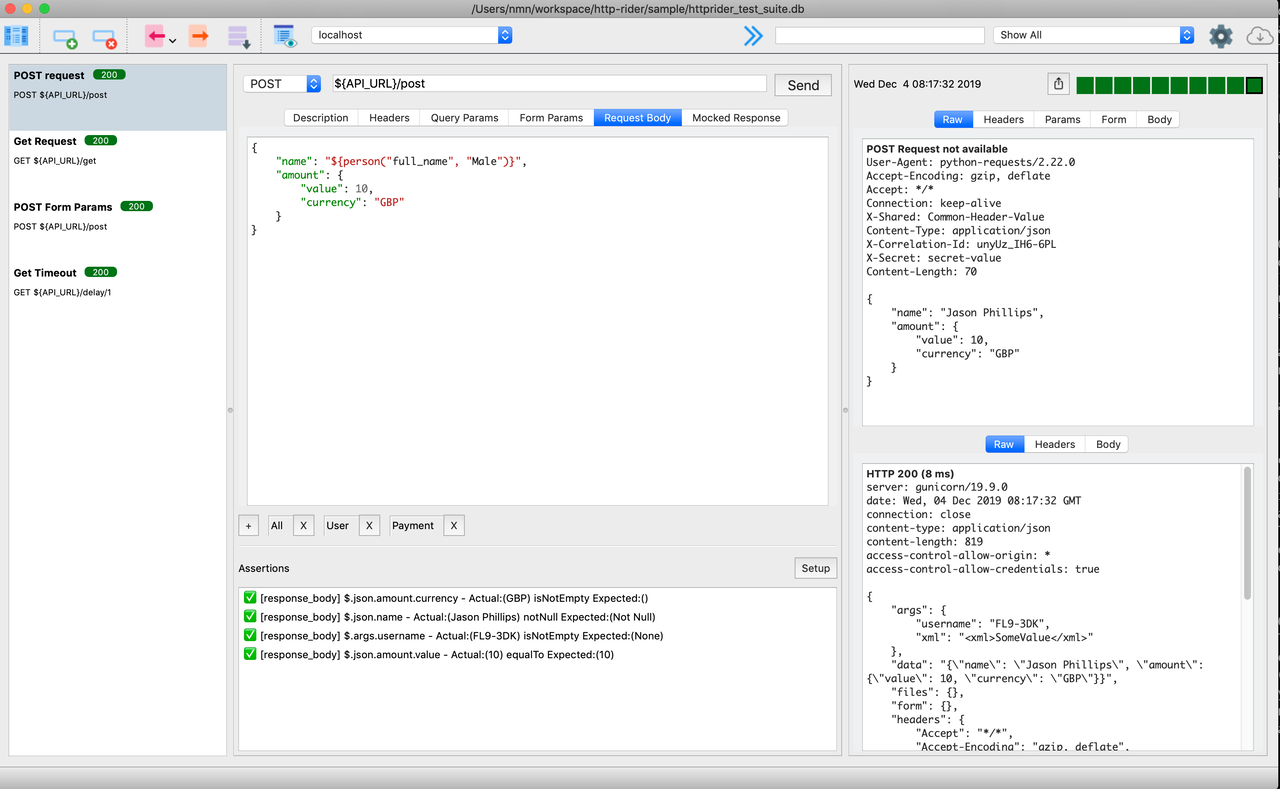 /Users/nmn/workspace/http-rider/sample/httprider_test_suite.db
localhost
Show All
POST request 200
POST ${API_URL}/post
Get Request 200
GET ${API_URL}/get
POST Form Params 200
POST ${API_URL}/post
Get Timeout 200
GET ${API_URL}/delay/1
POST ${API_URL}/post Send
Description Headers Query Params Form Params Request Body Mocked Response
{
    "name": "${person("full_name", "Male")}",
    "amount": {
        "value": 10,
        "currency": "GBP"
    }
}
+ All X User X Payment X
Assertions Setup
[response_body] $.json.amount.currency - Actual:(GBP) isNotEmpty Expected:()
[response_body] $.json.name - Actual:(Jason Phillips) notNull Expected:(Not Null)
[response_body] $.args.username - Actual:(FL9-3DK) isNotEmpty Expected:(None)
[response_body] $.json.amount.value - Actual:(10) equalTo Expected:(10)
Wed Dec 4 08:17:32 2019
Raw Headers Params Form Body
POST Request not available
User-Agent: python-requests/2.22.0
Accept-Encoding: gzip, deflate
Accept: */*
Connection: keep-alive
X-Shared: Common-Header-Value
Content-Type: application/json
X-Correlation-Id: unyUz_IH6-6PL
X-Secret: secret-value
Content-Length: 70
{
    "name": "Jason Phillips",
    "amount": {
        "value": 10,
        "currency": "GBP"
    }
}
Raw Headers Body
HTTP 200 (8 ms)
server: gunicorn/19.9.0
date: Wed, 04 Dec 2019 08:17:32 GMT
connection: close
content-type: application/json
content-length: 819
access-control-allow-origin: *
access-control-allow-credentials: true
{
    "args": {
        "username": "FL9-3DK",
        "xml": "<xml>SomeValue</xml>"
    },
    "data": "{\"name\": \"Jason Phillips\", \"amount\":
{\"value\": 10, \"currency\": \"GBP\"}}",
    "files": {},
    "form": {},
    "headers": {
        "Accept": "*/*",
        "Accept-Encoding": "gzip, deflate",